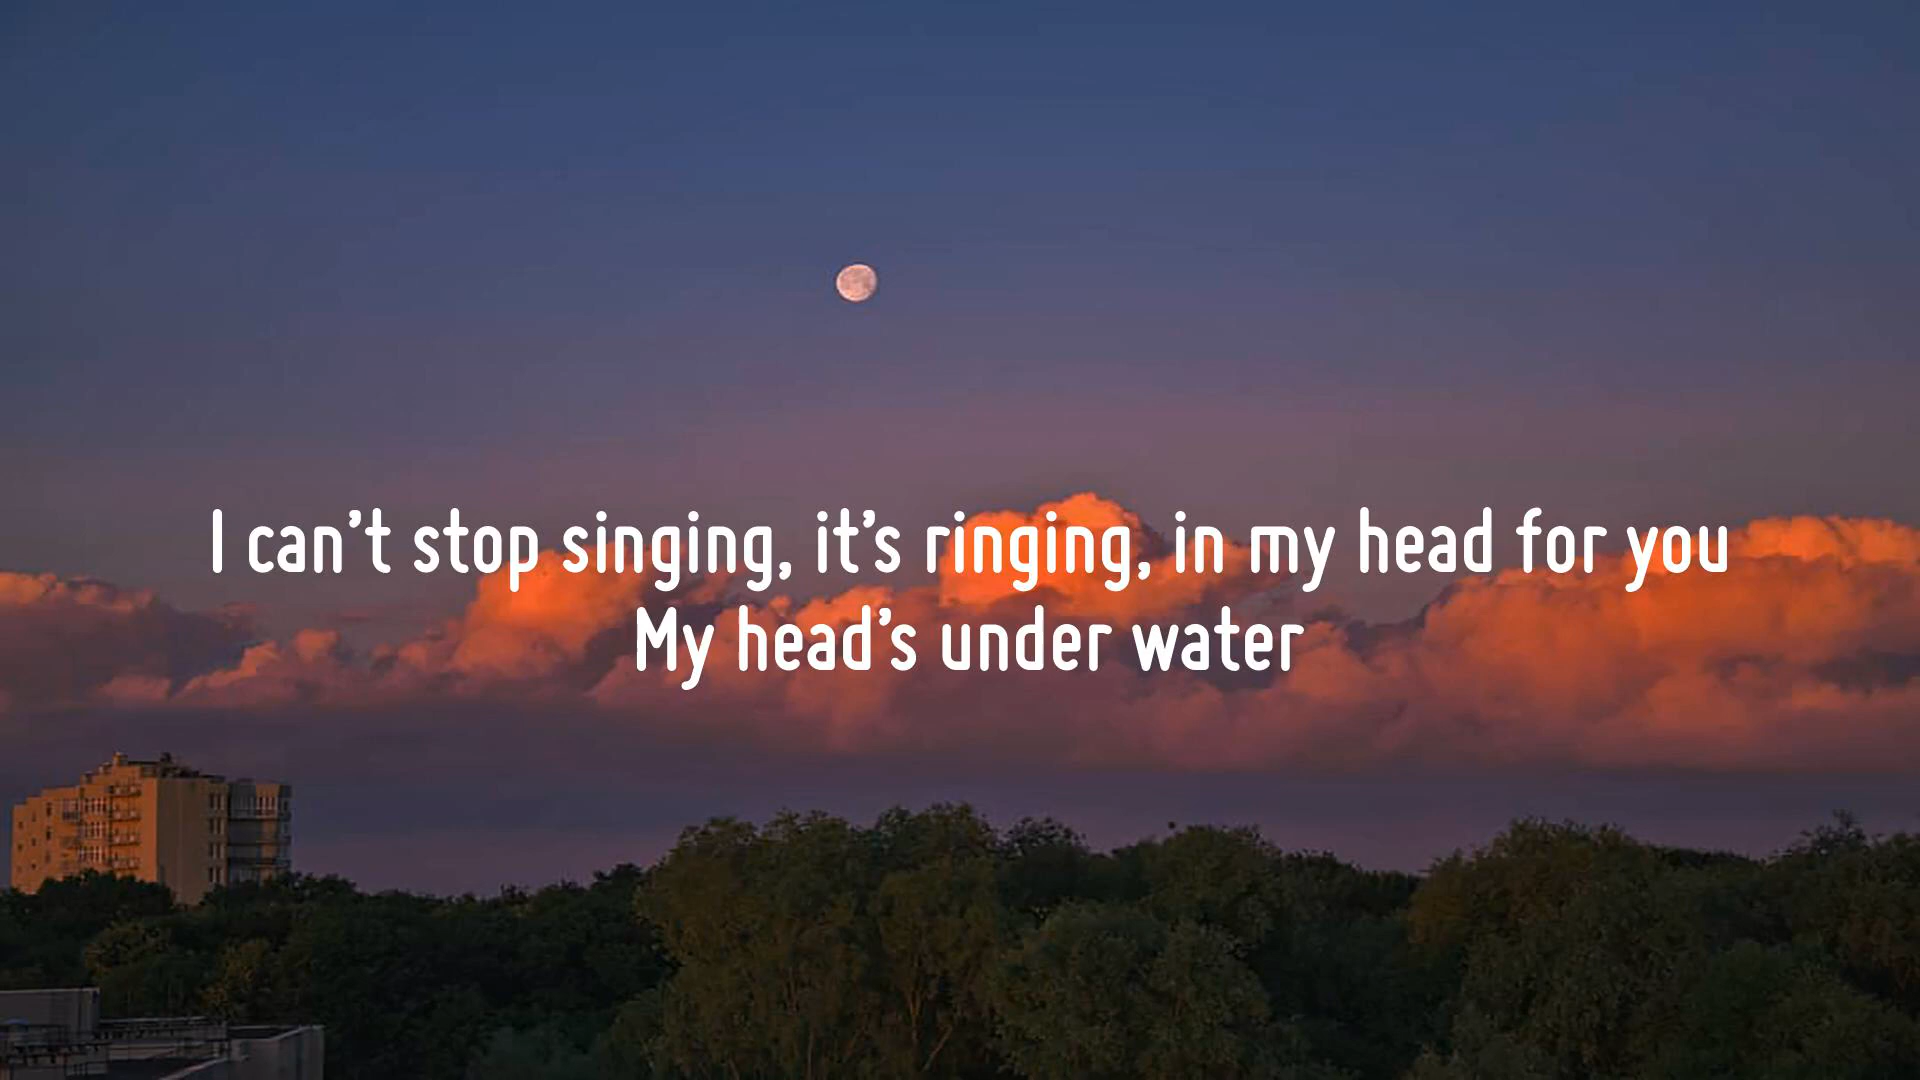 I can’t stop singing, it’s ringing, in my head for you
My head’s under water